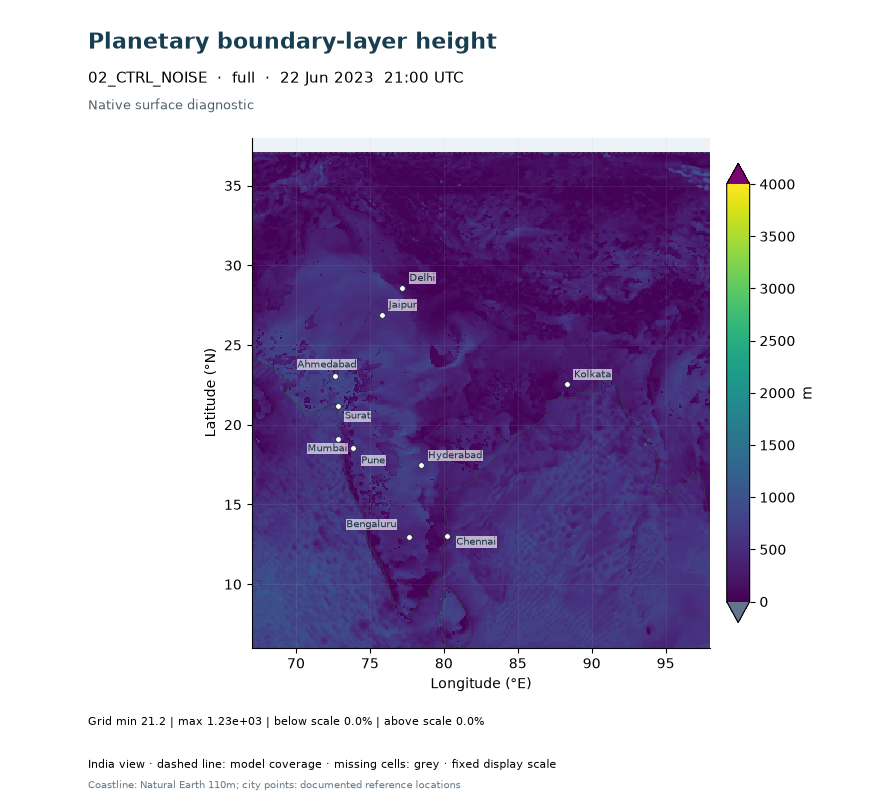 Planetary boundary-layer height
02_CTRL_NOISE · full · 22 Jun 2023 21:00 UTC
Native surface diagnostic
35
30
25
20
15
10
Latitude (°N)
Delhi
Jaipur
Ahmedabad
Surat
Kolkata
Mumbai
Pune
Hyderabad
Bengaluru
Chennai
70 75 80 85 90 95
Longitude (°E)
4000
3500
3000
2500
2000
1500
1000
500
0
m
Grid min 21.2 | max 1.23e+03 | below scale 0.0% | above scale 0.0%
India view · dashed line: model coverage · missing cells: grey · fixed display scale
Coastline: Natural Earth 110m; city points: documented reference locations